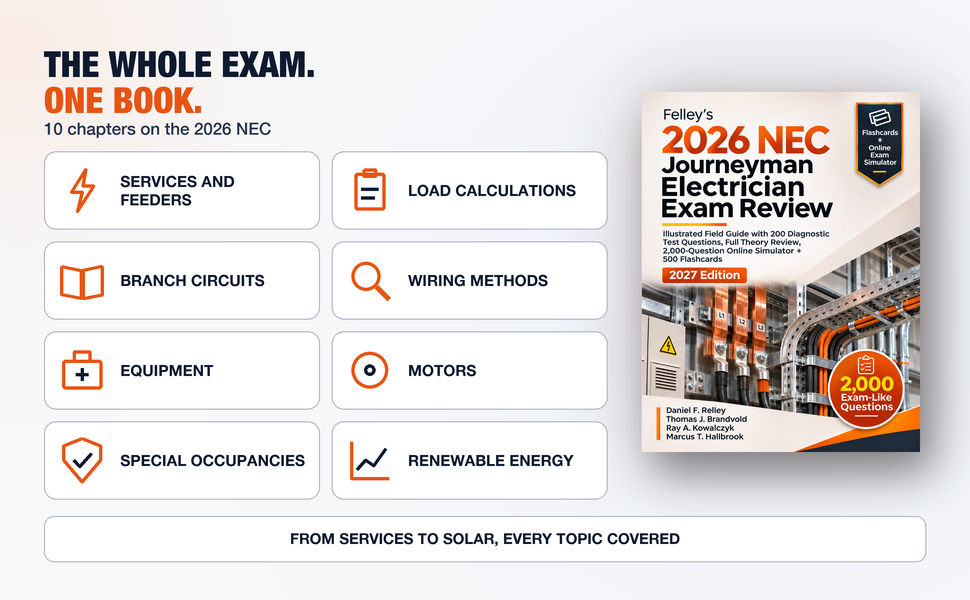 THE WHOLE EXAM.
ONE BOOK.
10 chapters on the 2026 NEC
SERVICES AND
FEEDERS
LOAD CALCULATIONS
BRANCH CIRCUITS
WIRING METHODS
EQUIPMENT
MOTORS
SPECIAL OCCUPANCIES
RENEWABLE ENERGY
FROM SERVICES TO SOLAR, EVERY TOPIC COVERED
Felley's
2026 NEC
Journeyman
Electrician
Exam Review
Flashcards
+
Online
Exam
Simulator
Illustrated Field Guide with 200 Diagnostic
Test Questions, Full Theory Review,
2,000-Question Online Simulator +
500 Flashcards
2027 Edition
L1
L2
L3
2,000
Exam-Like
Questions
Daniel F. Relley
Thomas J. Brandvold
Ray A. Kowalczyk
Marcus T. Hallbrook